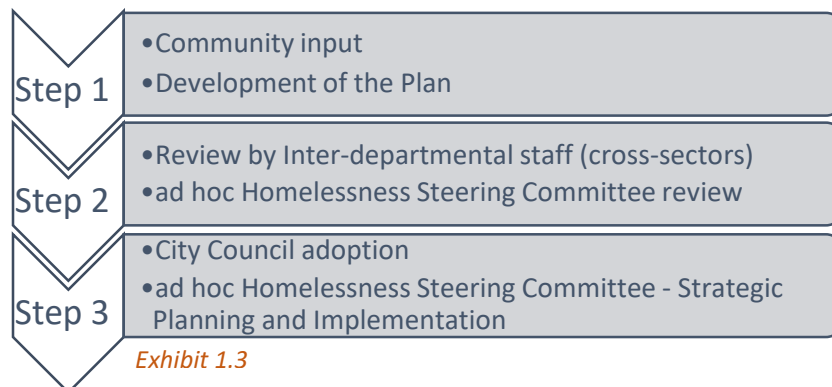 Step 1
•Community input
•Development of the Plan
Step 2
•Review by Inter-departmental staff (cross-sectors)
•ad hoc Homelessness Steering Committee review
Step 3
•City Council adoption
•ad hoc Homelessness Steering Committee - Strategic
Planning and Implementation
Exhibit 1.3